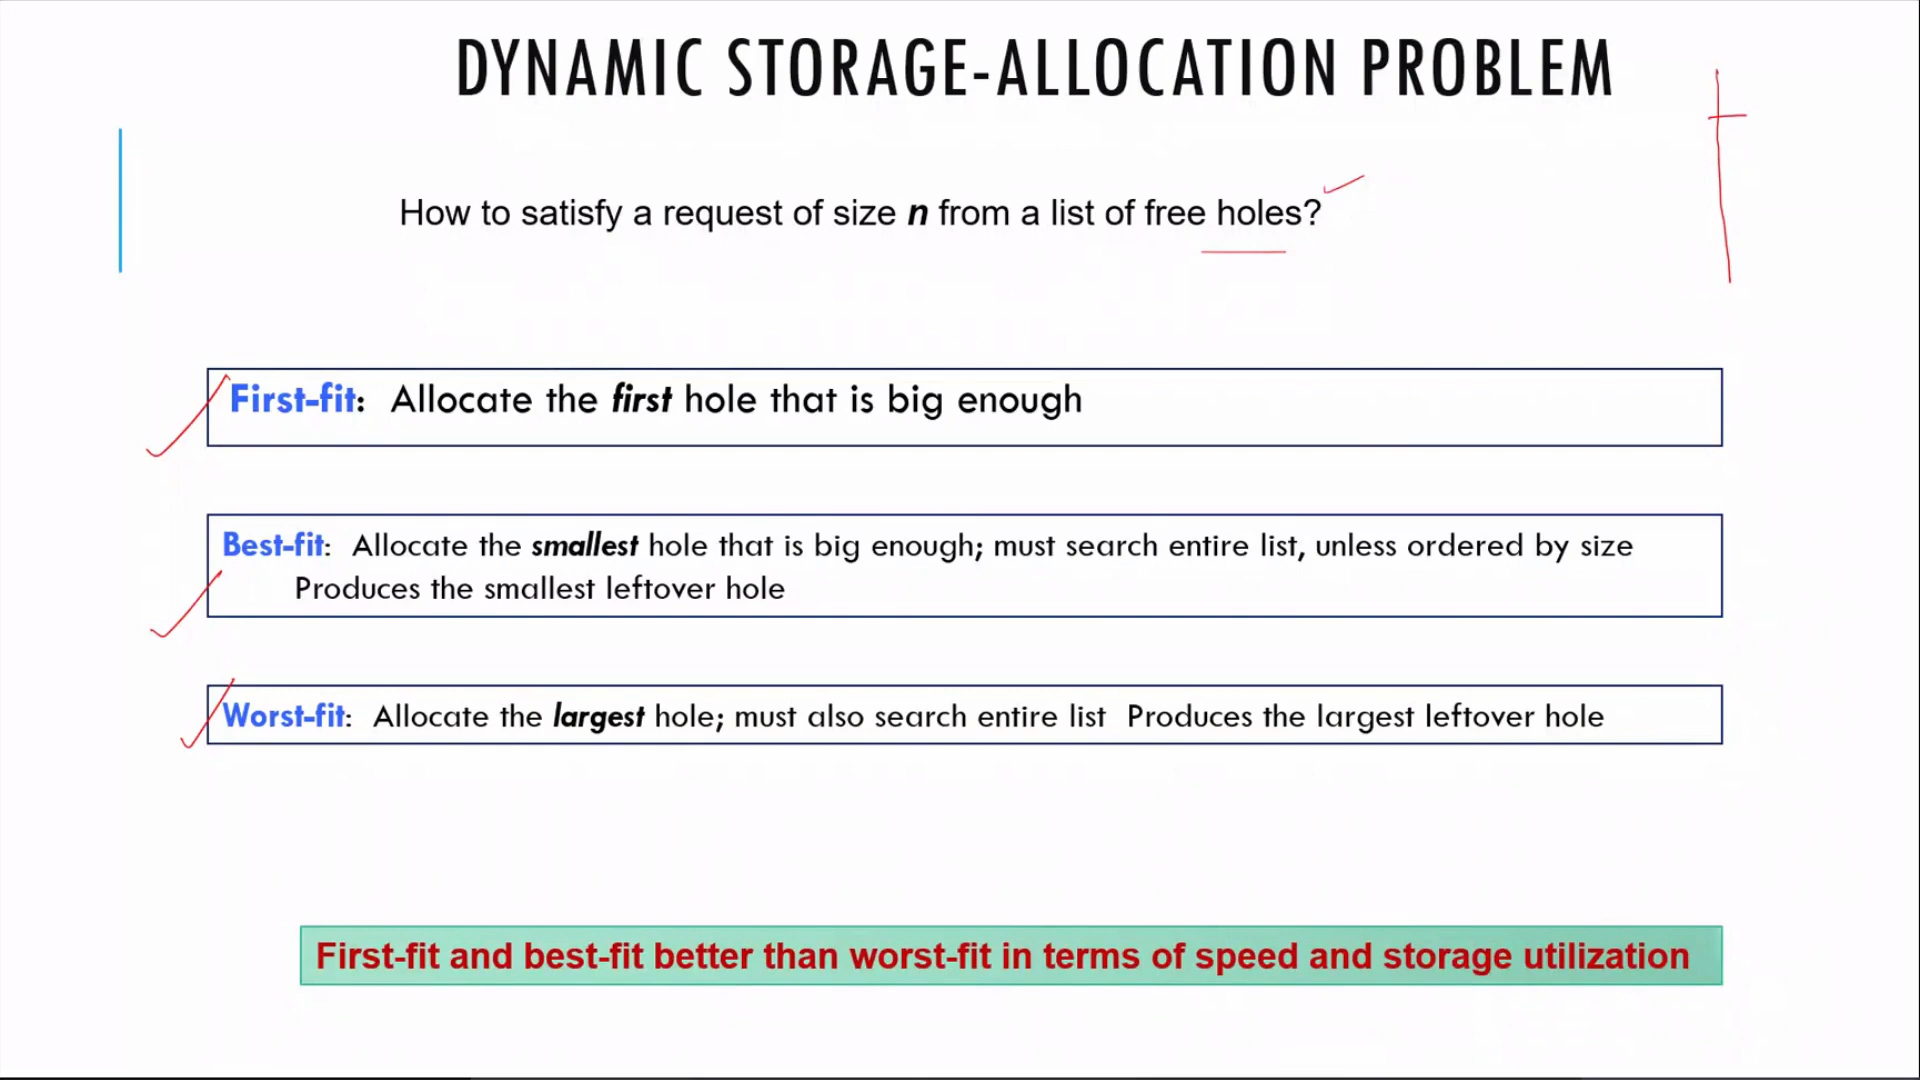 DYNAMIC STORAGE-ALLOCATION PROBLEM
How to satisfy a request of size n from a list of free holes?
First-fit: Allocate the first hole that is big enough
Best-fit: Allocate the smallest hole that is big enough; must search entire list, unless ordered by size
Produces the smallest leftover hole
Worst-fit: Allocate the largest hole; must also search entire list Produces the largest leftover hole
First-fit and best-fit better than worst-fit in terms of speed and storage utilization